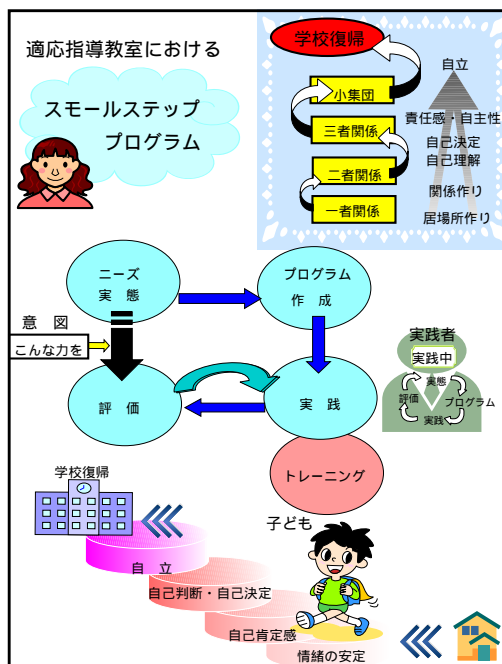 適応指導教室における
スモールステップ
プログラム
学校復帰
小集団
三者関係
二者関係
一者関係
自立
責任感・自主性
自己決定
自己理解
関係作り
居場所作り
ニーズ
実　態
プログラム
作　成
意　図
こんな力を
評　価
実　践
トレーニング
子ども
実践者
実践中
実態
プログラム
実践
評価
学校復帰
自　立
自己判断・自己決定
自己肯定感
情緒の安定